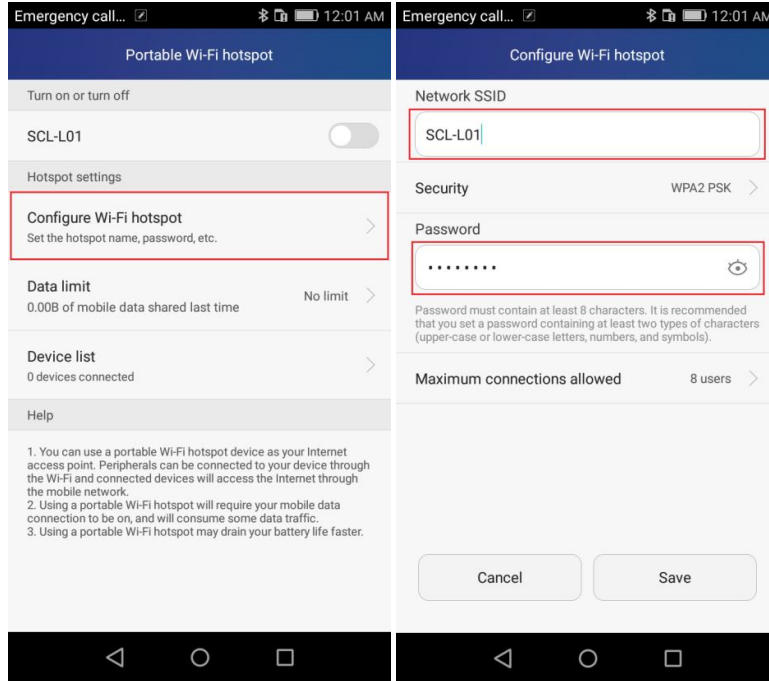 Emergency call... 12:01 AM
Portable Wi-Fi hotspot
Turn on or turn off
SCL-L01
Hotspot settings
Configure Wi-Fi hotspot
Set the hotspot name, password, etc.
Data limit
0.00B of mobile data shared last time
No limit
Device list
0 devices connected
Help
1. You can use a portable Wi-Fi hotspot device as your Internet
access point. Peripherals can be connected to your device through
the Wi-Fi and connected devices will access the Internet through
the mobile network.
2. Using a portable Wi-Fi hotspot will require your mobile data
connection to be on, and will consume some data traffic.
3. Using a portable Wi-Fi hotspot may drain your battery life faster.
Emergency call... 12:01 AM
Configure Wi-Fi hotspot
Network SSID
SCL-L01
Security WPA2 PSK
Password
••••••••
Password must contain at least 8 characters. It is recommended
that you set a password containing at least two types of characters
(upper-case or lower-case letters, numbers, and symbols).
Maximum connections allowed 8 users
Cancel Save